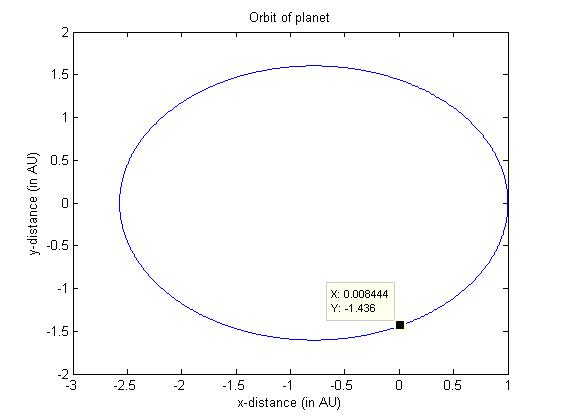 Orbit of planet
2
1.5
1
0.5
0
-0.5
-1
-1.5
-2
y-distance (in AU)
X: 0.008444
Y: -1.436
-3 -2.5 -2 -1.5 -1 -0.5 0 0.5 1
x-distance (in AU)